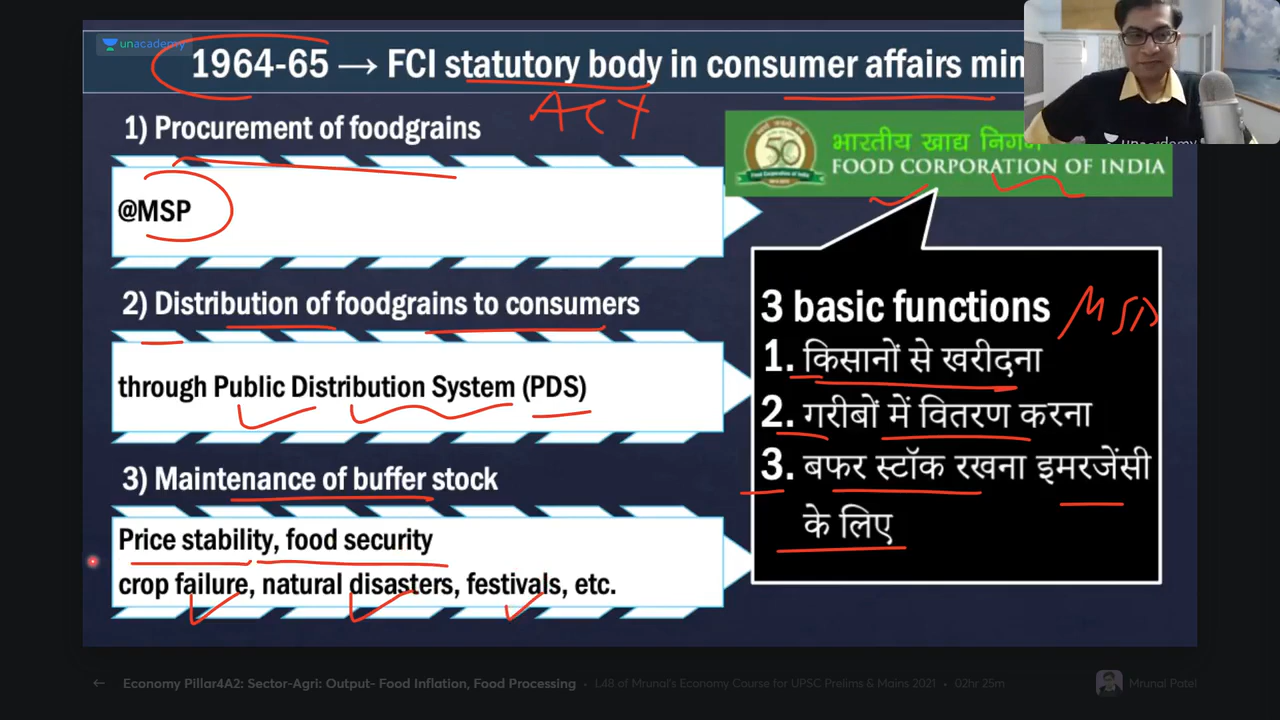 unacademy
1964-65 → FCI statutory body in consumer affairs min
ACT
1) Procurement of foodgrains
@MSP
2) Distribution of foodgrains to consumers
through Public Distribution System (PDS)
3) Maintenance of buffer stock
Price stability, food security
crop failure, natural disasters, festivals, etc.
unacademy
भारतीय खाद्य निगम
FOOD CORPORATION OF INDIA
50
3 basic functions
1. किसानों से खरीदना
2. गरीबों में वितरण करना
3. बफर स्टॉक रखना इमरजेंसी
के लिए
← Economy Pillar4A2: Sector-Agri: Output- Food Inflation, Food Processing • L48 of Mrunal's Economy Course for UPSC Prelims & Mains 2021 • 02hr 25m
Mrunal Patel